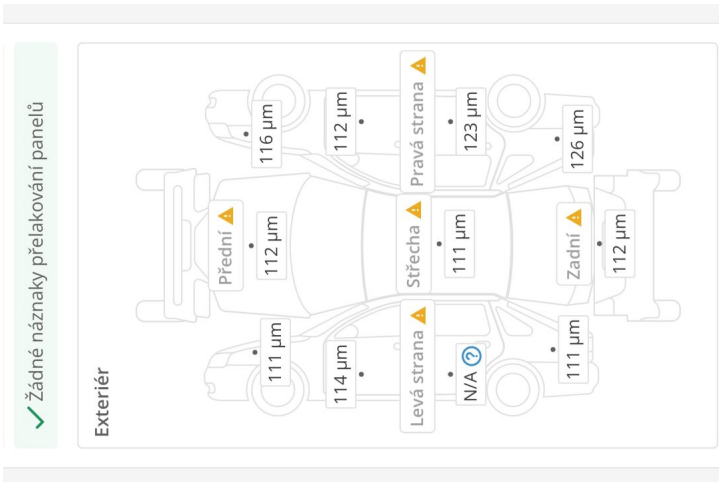 Žádné náznaky přelakování panelů
Exteriér
Přední
112 µm
111 µm
116 µm
114 µm
112 µm
Levá strana
Střecha
Pravá strana
N/A ?
111 µm
123 µm
Zadní
111 µm
112 µm
126 µm